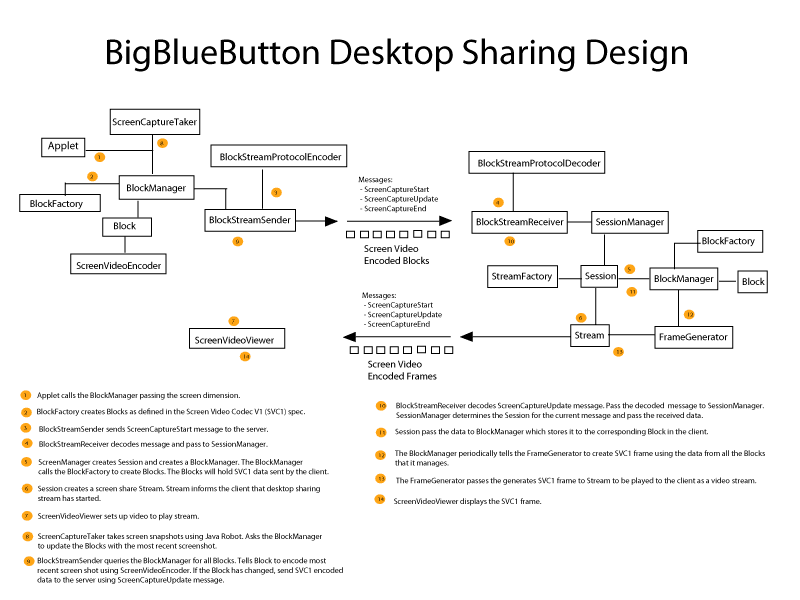 BigBlueButton Desktop Sharing Design
ScreenCaptureTaker
Applet
8
1
2
BlockManager
BlockFactory
Block
ScreenVideoEncoder
BlockStreamProtocolEncoder
3
BlockStreamSender
9
Messages:
- ScreenCaptureStart
- ScreenCaptureUpdate
- ScreenCaptureEnd
Screen Video
Encoded Blocks
BlockStreamProtocolDecoder
4
BlockStreamReceiver
10
SessionManager
BlockFactory
StreamFactory
Session
5
11
BlockManager
Block
6
12
Stream
FrameGenerator
13
Messages:
- ScreenCaptureStart
- ScreenCaptureUpdate
- ScreenCaptureEnd
Screen Video
Encoded Frames
7
ScreenVideoViewer
14
1 Applet calls the BlockManager passing the screen dimension.
2 BlockFactory creates Blocks as defined in the Screen Video Codec V1 (SVC1) spec.
3 BlockStreamSender sends ScreenCaptureStart message to the server.
4 BlockStreamReceiver decodes message and pass to SessionManager.
5 ScreenManager creates Session and creates a BlockManager. The BlockManager
calls the BlockFactory to create Blocks. The Blocks will hold SVC1 data sent by the client.
6 Session creates a screen share Stream. Stream informs the client that desktop sharing
stream has started.
7 ScreenVideoViewer sets up video to play stream.
8 ScreenCaptureTaker takes screen snapshots using Java Robot. Asks the BlockManager
to update the Blocks with the most recent screenshot.
9 BlockStreamSender queries the BlockManager for all Blocks. Tells Block to encode most
recent screen shot using ScreenVideoEncoder. If the Block has changed, send SVC1 encoded
data to the server using ScreenCaptureUpdate message.
10 BlockStreamReceiver decodes ScreenCaptureUpdate message. Pass the decoded message to SessionManager.
SessionManager determines the Session for the current message and pass the received data.
11 Session pass the data to BlockManager which stores it to the corresponding Block in the client.
12 The BlockManager periodically tells the FrameGenerator to create SVC1 frame using the data from all the Blocks
that it manages.
13 The FrameGenerator passes the generates SVC1 frame to Stream to be played to the client as a video stream.
14 ScreenVideoViewer displays the SVC1 frame.